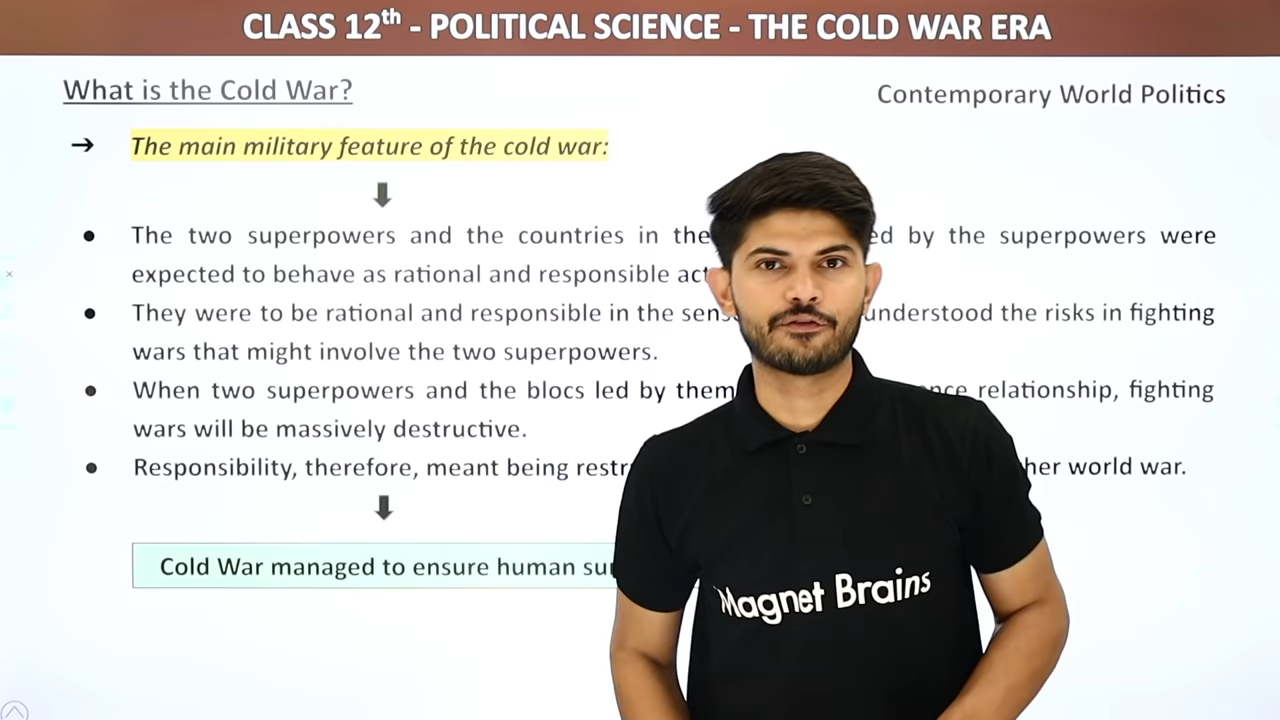 CLASS 12th - POLITICAL SCIENCE - THE COLD WAR ERA
What is the Cold War?
Contemporary World Politics
➔ The main military feature of the cold war:
• The two superpowers and the countries in the ed by the superpowers were
expected to behave as rational and responsible act
• They were to be rational and responsible in the sens understood the risks in fighting
wars that might involve the two superpowers.
• When two superpowers and the blocs led by them nce relationship, fighting
wars will be massively destructive.
• Responsibility, therefore, meant being restr her world war.
Cold War managed to ensure human su
Magnet Brains